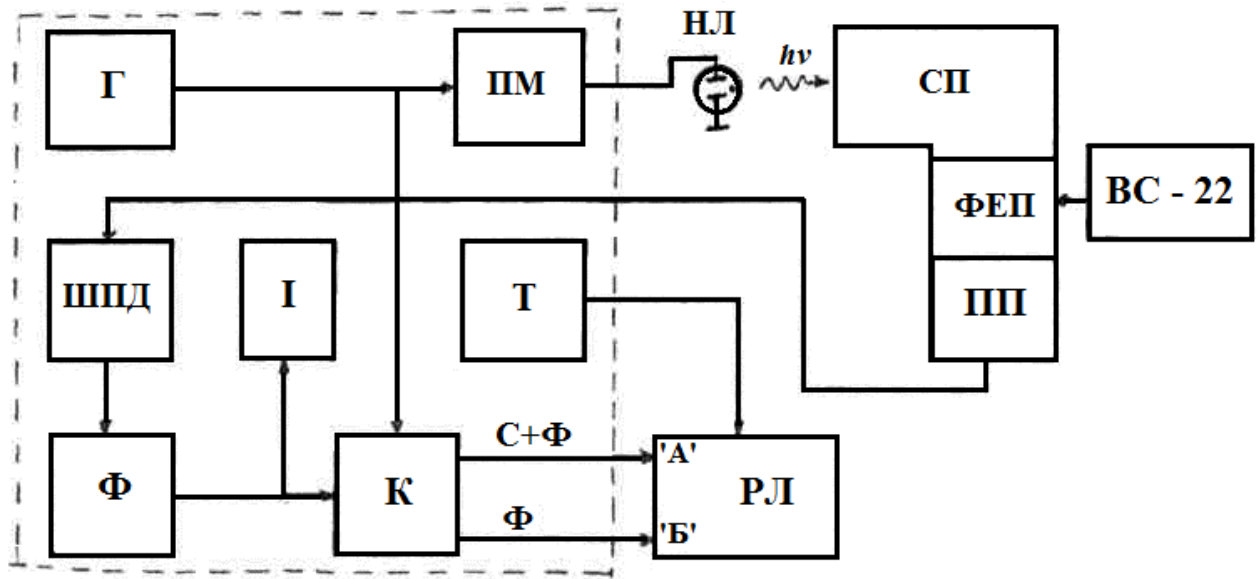 НЛ
Г
ПМ
hν
СП
ФЕП
ВС - 22
ШПД
І
Т
ПП
С+Ф
'А'
Ф
К
РЛ
Ф
'Б'